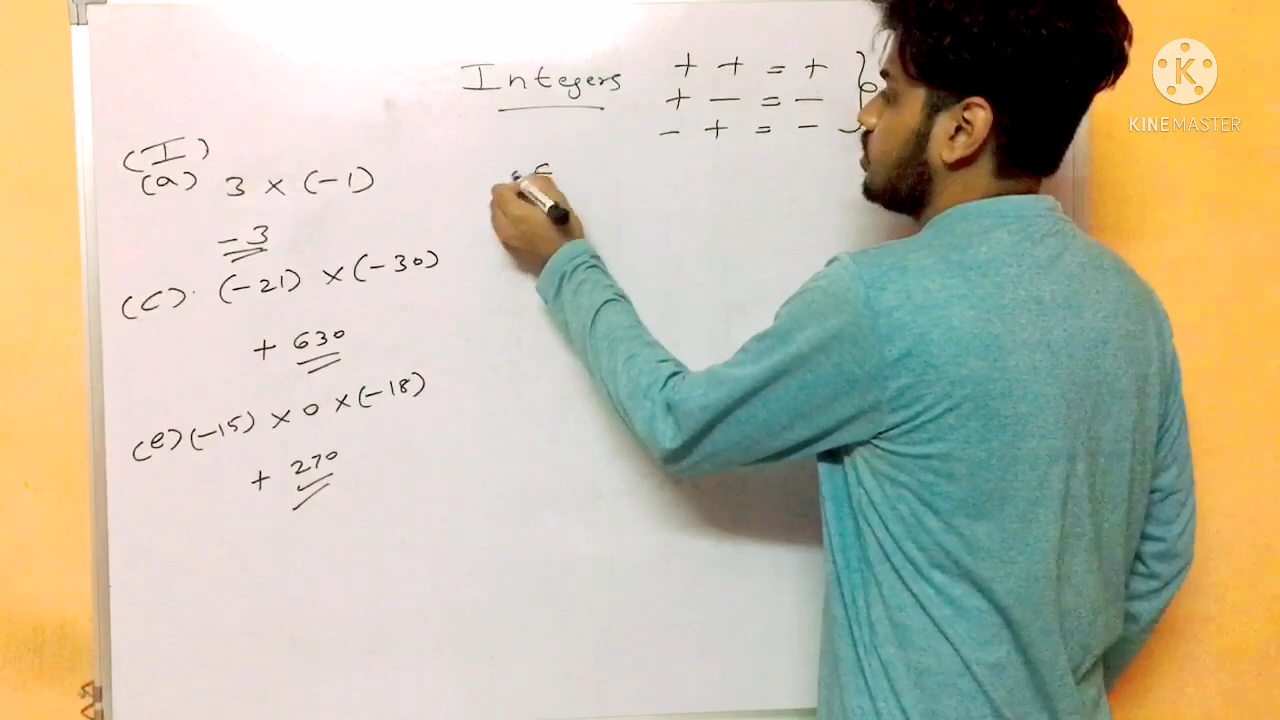 Integers
+ + = +
+ - = -
- + = -
(I)
(a) 3 × (-1)
- 3
(c). (-21) × (-30)
+ 630
(e) (-15) × 0 × (-18)
+ 270
KINEMASTER